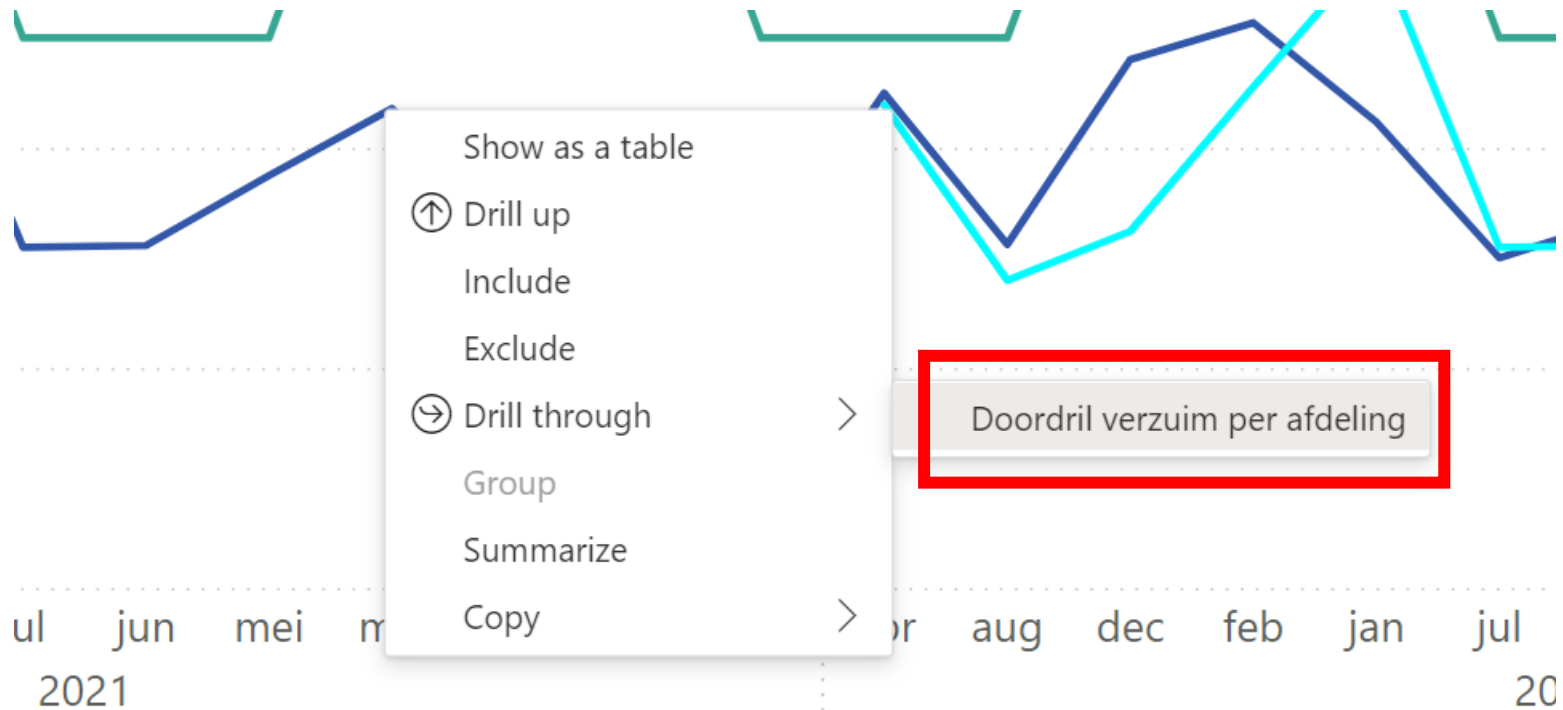 Show as a table
Drill up
Include
Exclude
Drill through
Doordril verzuim per afdeling
Group
Summarize
Copy
jun mei aug dec feb jan jul
2021